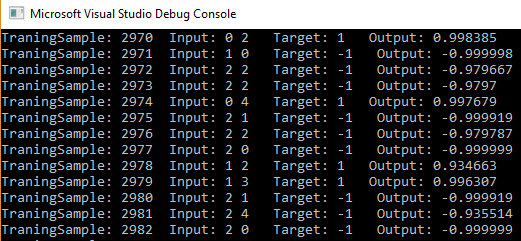 Microsoft Visual Studio Debug Console
TraningSample: 2970 Input: 0 2 Target: 1 Output: 0.998385
TraningSample: 2971 Input: 1 0 Target: -1 Output: -0.999998
TraningSample: 2972 Input: 2 2 Target: -1 Output: -0.979667
TraningSample: 2973 Input: 2 2 Target: -1 Output: -0.9797
TraningSample: 2974 Input: 0 4 Target: 1 Output: 0.997679
TraningSample: 2975 Input: 2 1 Target: -1 Output: -0.999919
TraningSample: 2976 Input: 2 2 Target: -1 Output: -0.979787
TraningSample: 2977 Input: 2 0 Target: -1 Output: -0.999999
TraningSample: 2978 Input: 1 2 Target: 1 Output: 0.934663
TraningSample: 2979 Input: 1 3 Target: 1 Output: 0.996307
TraningSample: 2980 Input: 2 1 Target: -1 Output: -0.999919
TraningSample: 2981 Input: 2 4 Target: -1 Output: -0.935514
TraningSample: 2982 Input: 2 0 Target: -1 Output: -0.999999